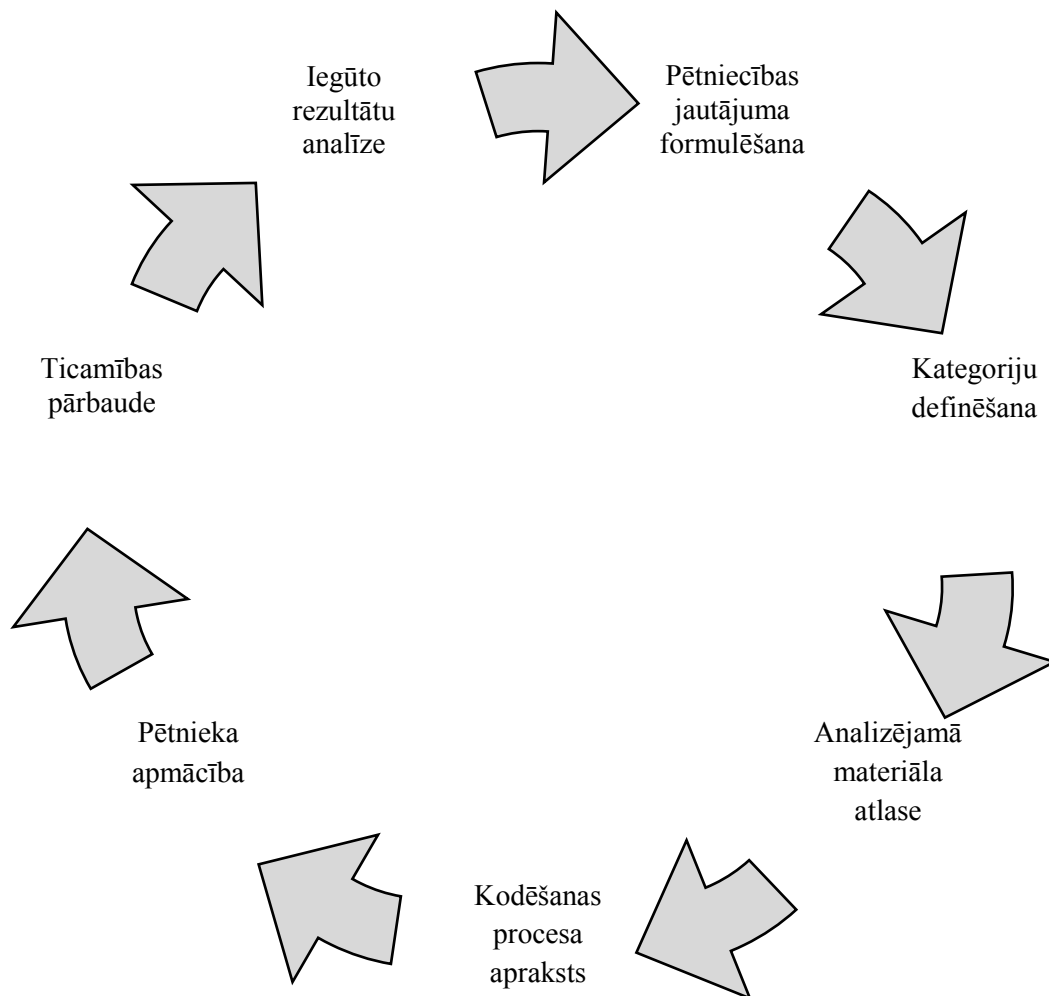 Iegūto
rezultātu
analīze
Pētniecības
jautājuma
formulēšana
Kategoriju
definēšana
Analizējamā
materiāla
atlase
Kodēšanas
procesa
apraksts
Pētnieka
apmācība
Ticamības
pārbaude